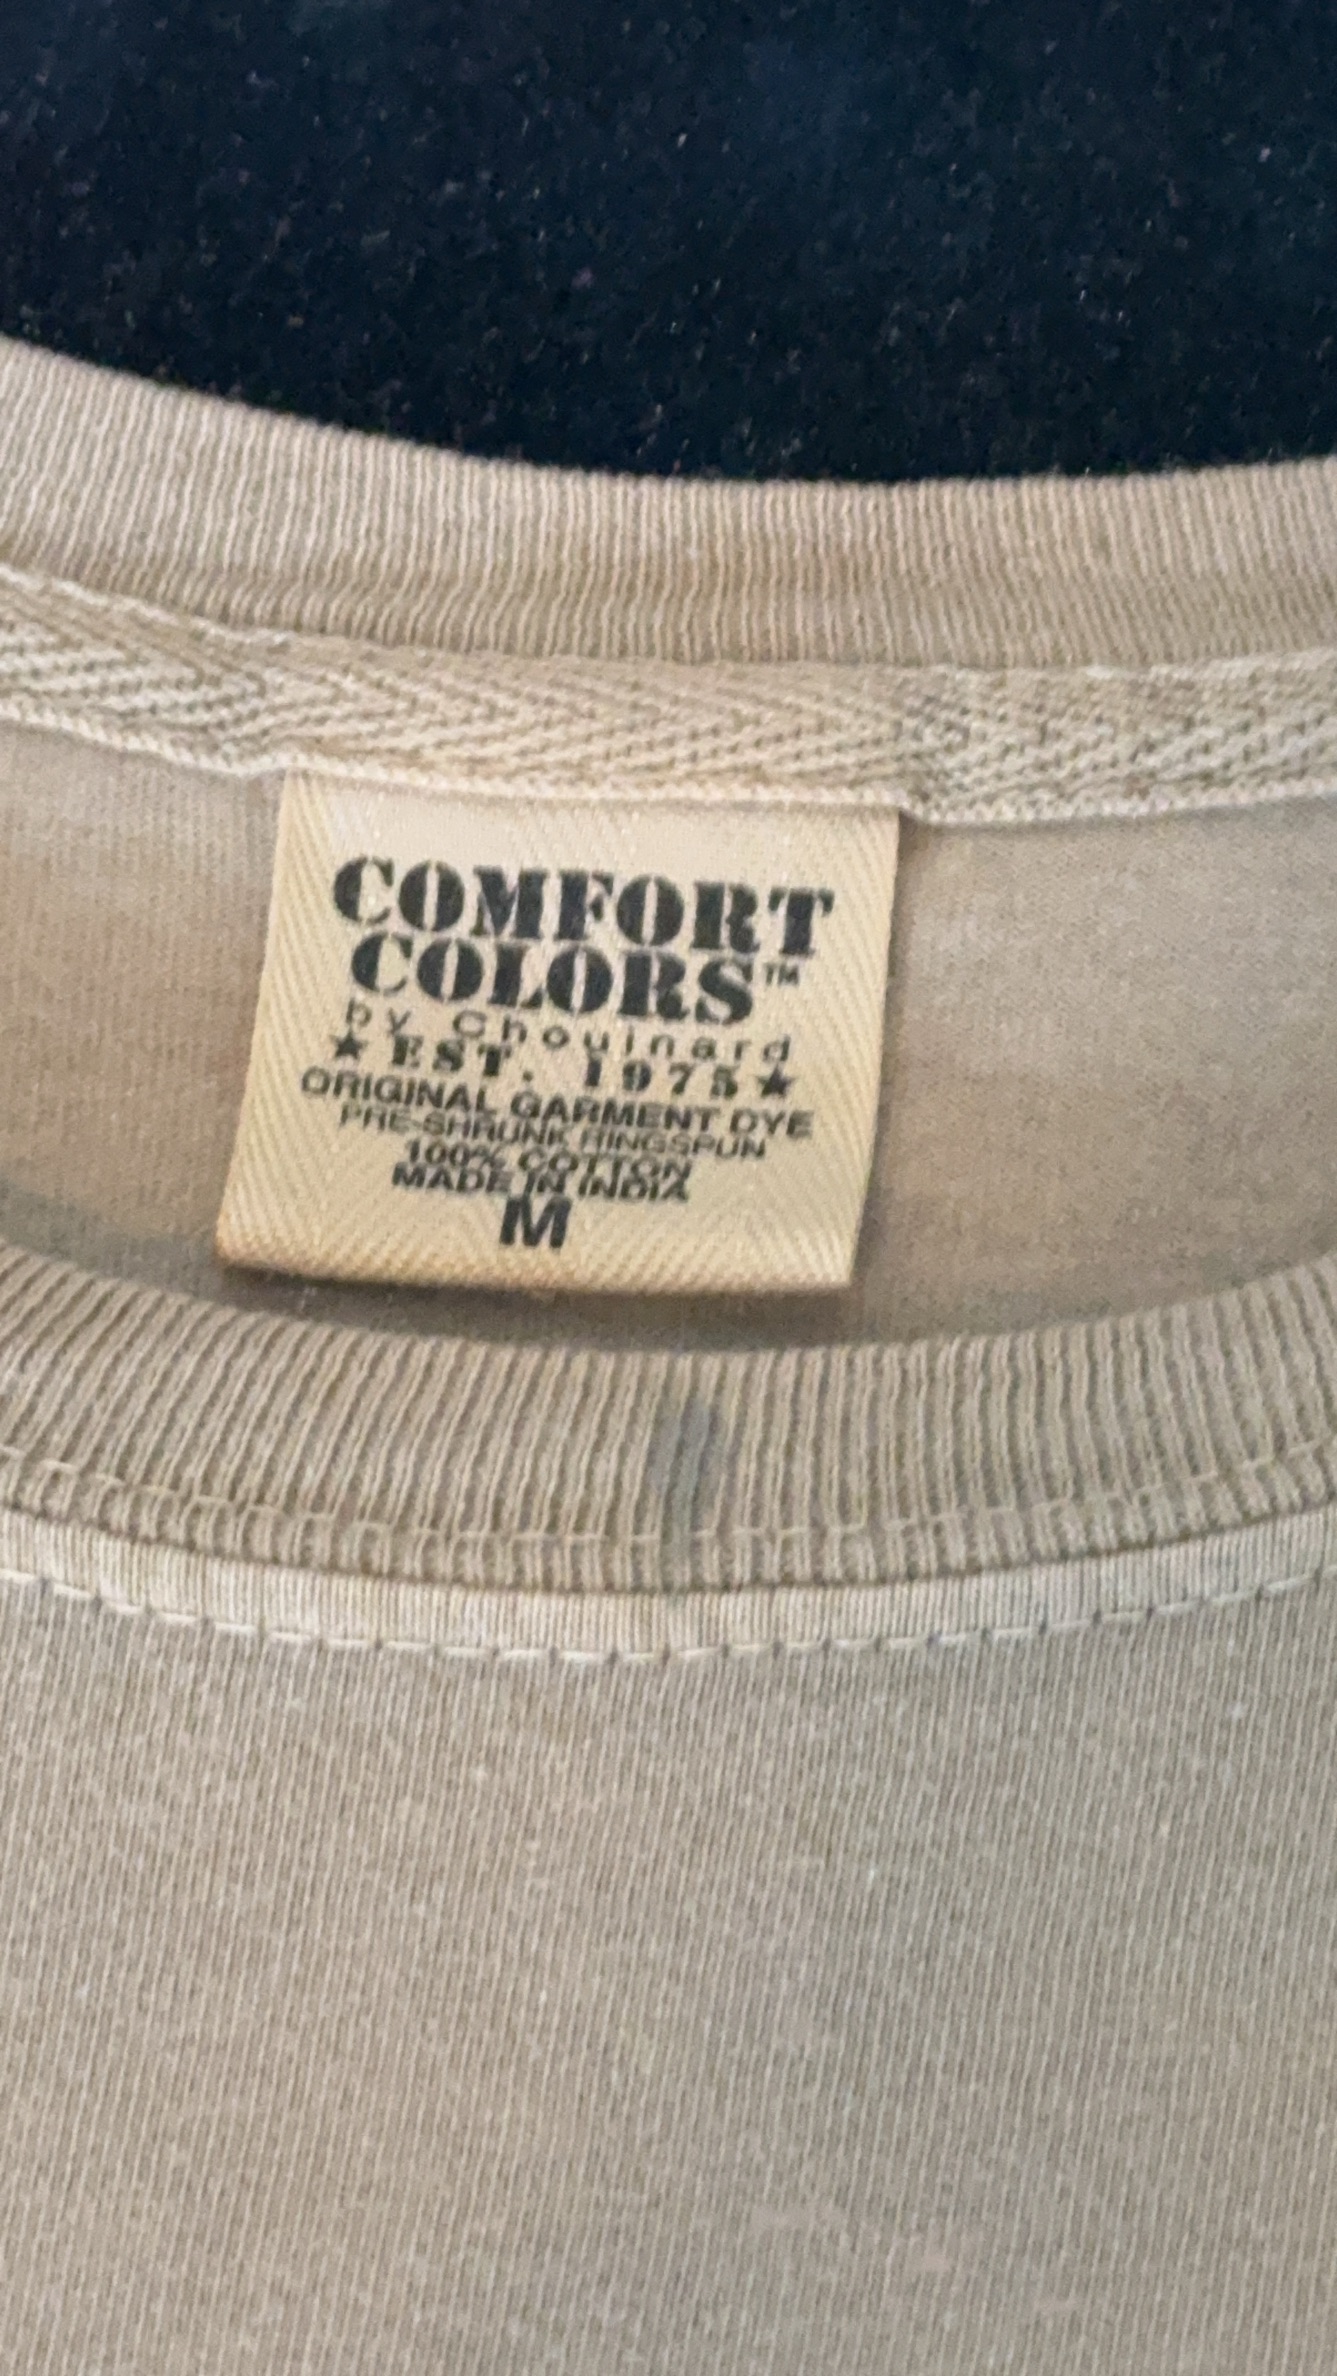 COMFORT
COLORS™
by Chouinard
★ EST. 1975 ★
ORIGINAL GARMENT DYE
PRE-SHRUNK RINGSPUN
100% COTTON
MADE IN INDIA
M